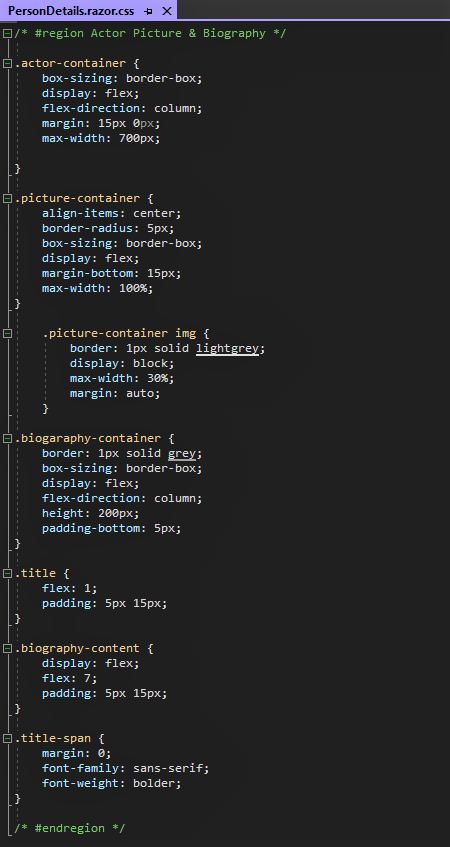 PersonDetails.razor.css
/* #region Actor Picture & Biography */
.actor-container {
box-sizing: border-box;
display: flex;
flex-direction: column;
margin: 15px 0px;
max-width: 700px;
}
.picture-container {
align-items: center;
border-radius: 5px;
box-sizing: border-box;
display: flex;
margin-bottom: 15px;
max-width: 100%;
}
.picture-container img {
border: 1px solid lightgrey;
display: block;
max-width: 30%;
margin: auto;
}
.biogaraphy-container {
border: 1px solid grey;
box-sizing: border-box;
display: flex;
flex-direction: column;
height: 200px;
padding-bottom: 5px;
}
.title {
flex: 1;
padding: 5px 15px;
}
.biography-content {
display: flex;
flex: 7;
padding: 5px 15px;
}
.title-span {
margin: 0;
font-family: sans-serif;
font-weight: bolder;
}
/* #endregion */